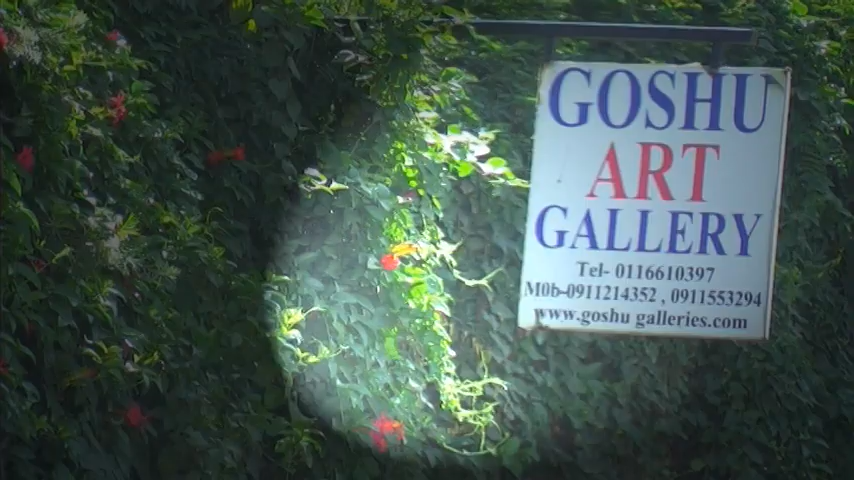 GOSHU
ART
GALLERY
Tel- 0116610397
M0b-0911214352 , 0911553294
www.goshu galleries.com